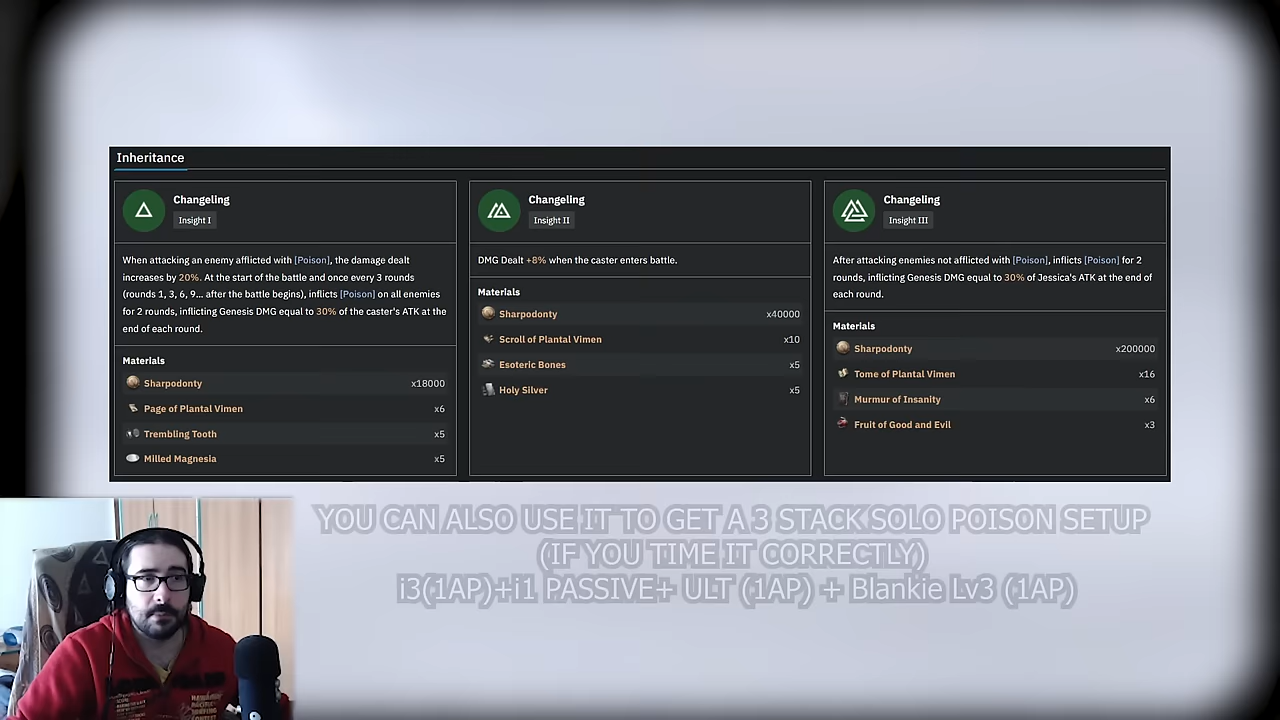 Inheritance
Changeling
Insight I
When attacking an enemy afflicted with [Poison], the damage dealt
increases by 20%. At the start of the battle and once every 3 rounds
(rounds 1, 3, 6, 9... after the battle begins), inflicts [Poison] on all enemies
for 2 rounds, inflicting Genesis DMG equal to 30% of the caster's ATK at the
end of each round.
Materials
Sharpodonty x18000
Page of Plantal Vimen x6
Trembling Tooth x5
Milled Magnesia x5
Changeling
Insight II
DMG Dealt +8% when the caster enters battle.
Materials
Sharpodonty x40000
Scroll of Plantal Vimen x10
Esoteric Bones x5
Holy Silver x5
Changeling
Insight III
After attacking enemies not afflicted with [Poison], inflicts [Poison] for 2
rounds, inflicting Genesis DMG equal to 30% of Jessica's ATK at the end of
each round.
Materials
Sharpodonty x200000
Tome of Plantal Vimen x16
Murmur of Insanity x6
Fruit of Good and Evil x3
YOU CAN ALSO USE IT TO GET A 3 STACK SOLO POISON SETUP
(IF YOU TIME IT CORRECTLY)
i3(1AP)+i1 PASSIVE+ ULT (1AP) + Blankie Lv3 (1AP)